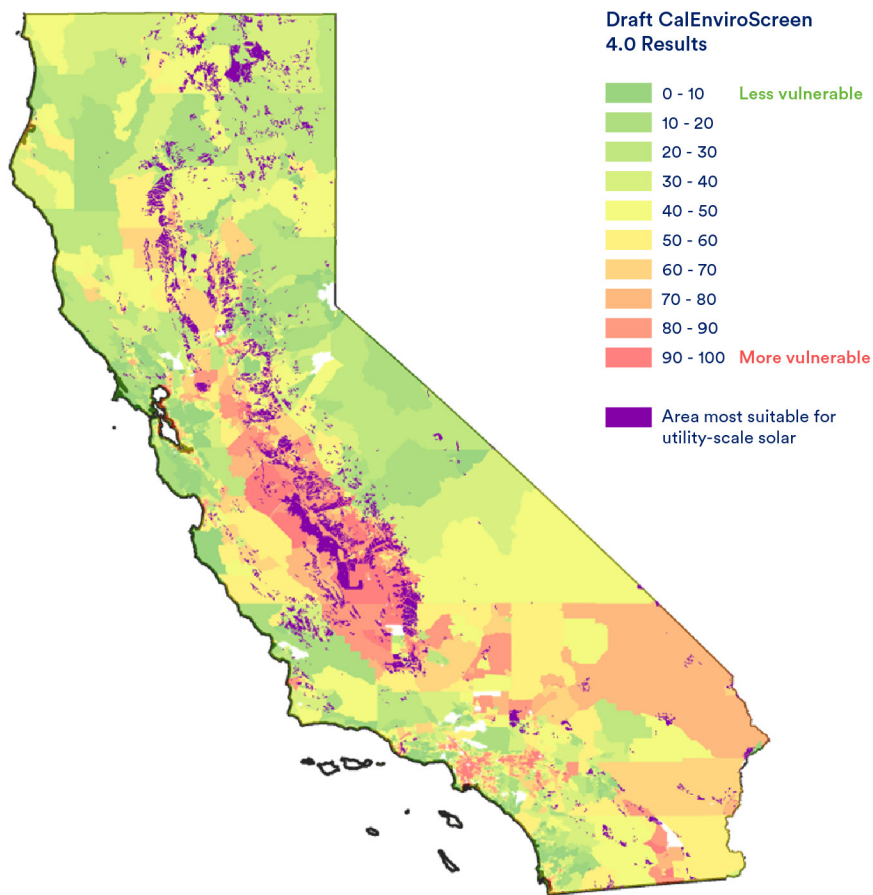 Draft CalEnviroScreen
4.0 Results
0 - 10 Less vulnerable
10 - 20
20 - 30
30 - 40
40 - 50
50 - 60
60 - 70
70 - 80
80 - 90
90 - 100 More vulnerable
Area most suitable for
utility-scale solar